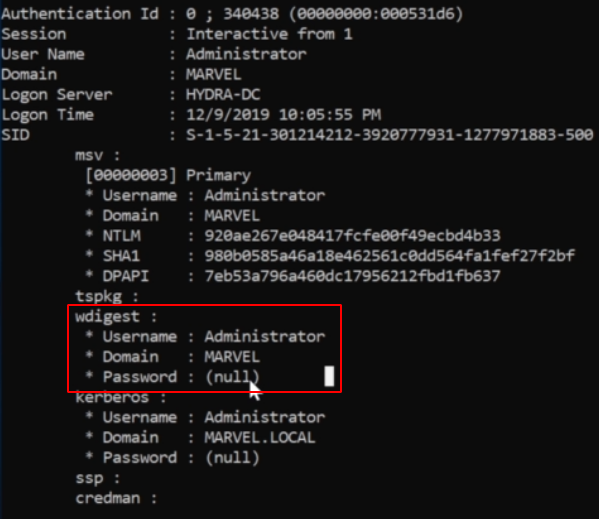 Authentication Id : 0 ; 340438 (00000000:000531d6)
Session           : Interactive from 1
User Name         : Administrator
Domain            : MARVEL
Logon Server      : HYDRA-DC
Logon Time        : 12/9/2019 10:05:55 PM
SID               : S-1-5-21-301214212-3920777931-1277971883-500
        msv :
         [00000003] Primary
         * Username : Administrator
         * Domain   : MARVEL
         * NTLM     : 920ae267e048417fcfe00f49ecbd4b33
         * SHA1     : 980b0585a46a18e462561c0dd564fa1fef27f2bf
         * DPAPI    : 7eb53a796a460dc17956212fbd1fb637
        tspkg :
        wdigest :
         * Username : Administrator
         * Domain   : MARVEL
         * Password : (null)
        kerberos :
         * Username : Administrator
         * Domain   : MARVEL.LOCAL
         * Password : (null)
        ssp :
        credman :